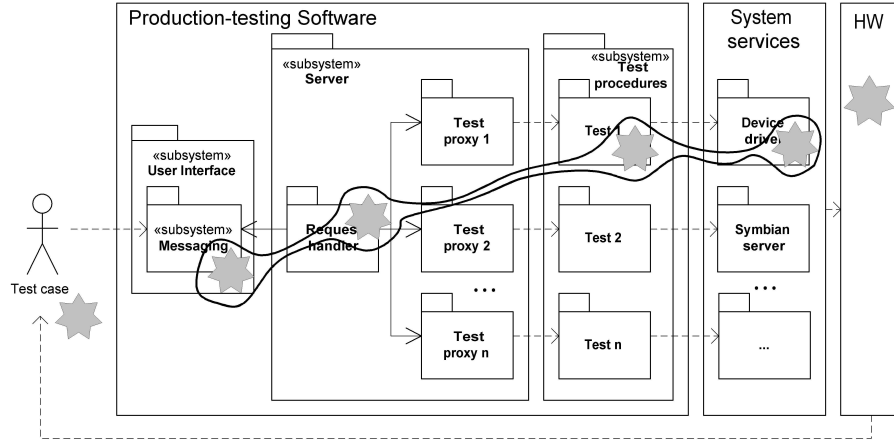 Production-testing Software
System
services
HW
«subsystem»
Server
«subsystem»
Test
procedures
Test
proxy 1
Test 1
Device
driver
«subsystem»
User Interface
«subsystem»
Messaging
Reques
handler
Test
proxy 2
Test 2
Symbian
server
Test case
...
...
Test
proxy n
Test n
...